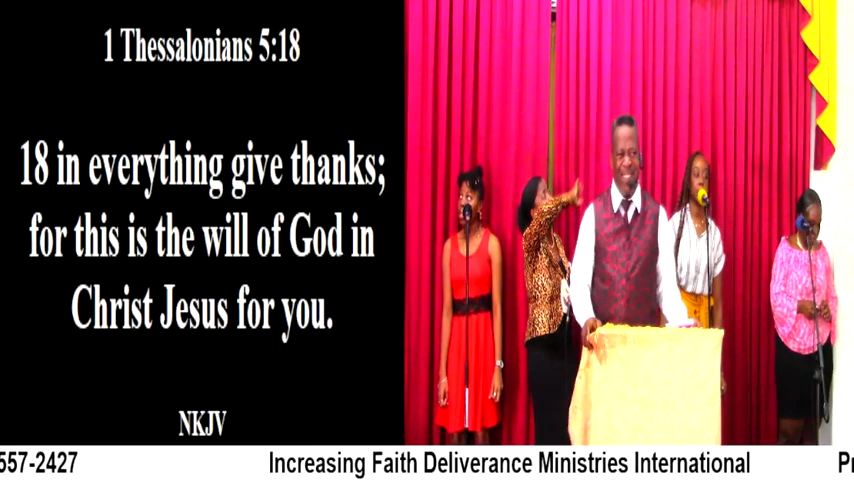 1 Thessalonians 5:18
18 in everything give thanks;
for this is the will of God in
Christ Jesus for you.
NKJV
557-2427 Increasing Faith Deliverance Ministries International